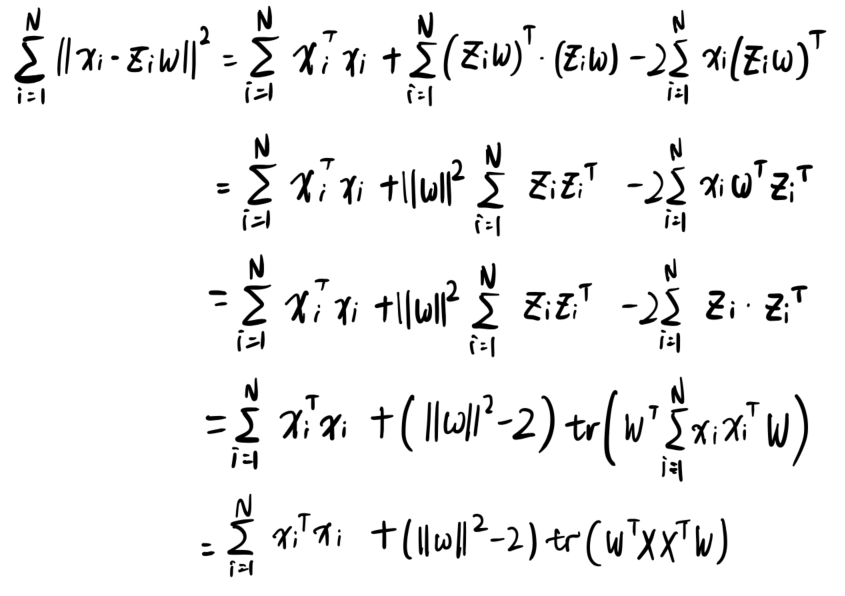 $\sum_{i=1}^{N} \|x_i - z_i w\|^2 = \sum_{i=1}^{N} x_i^T x_i + \sum_{i=1}^{N} (z_i w)^T \cdot (z_i w) - 2\sum_{i=1}^{N} x_i (z_i w)^T$
$= \sum_{i=1}^{N} x_i^T x_i + \|w\|^2 \sum_{i=1}^{N} z_i z_i^T - 2\sum_{i=1}^{N} x_i w^T z_i^T$
$= \sum_{i=1}^{N} x_i^T x_i + \|w\|^2 \sum_{i=1}^{N} z_i z_i^T - 2\sum_{i=1}^{N} z_i \cdot z_i^T$
$= \sum_{i=1}^{N} x_i^T x_i + (\|w\|^2 - 2) tr(W^T \sum_{i=1}^{N} x_i x_i^T W)$
$= \sum_{i=1}^{N} x_i^T x_i + (\|w\|^2 - 2) tr(W^T X X^T W)$